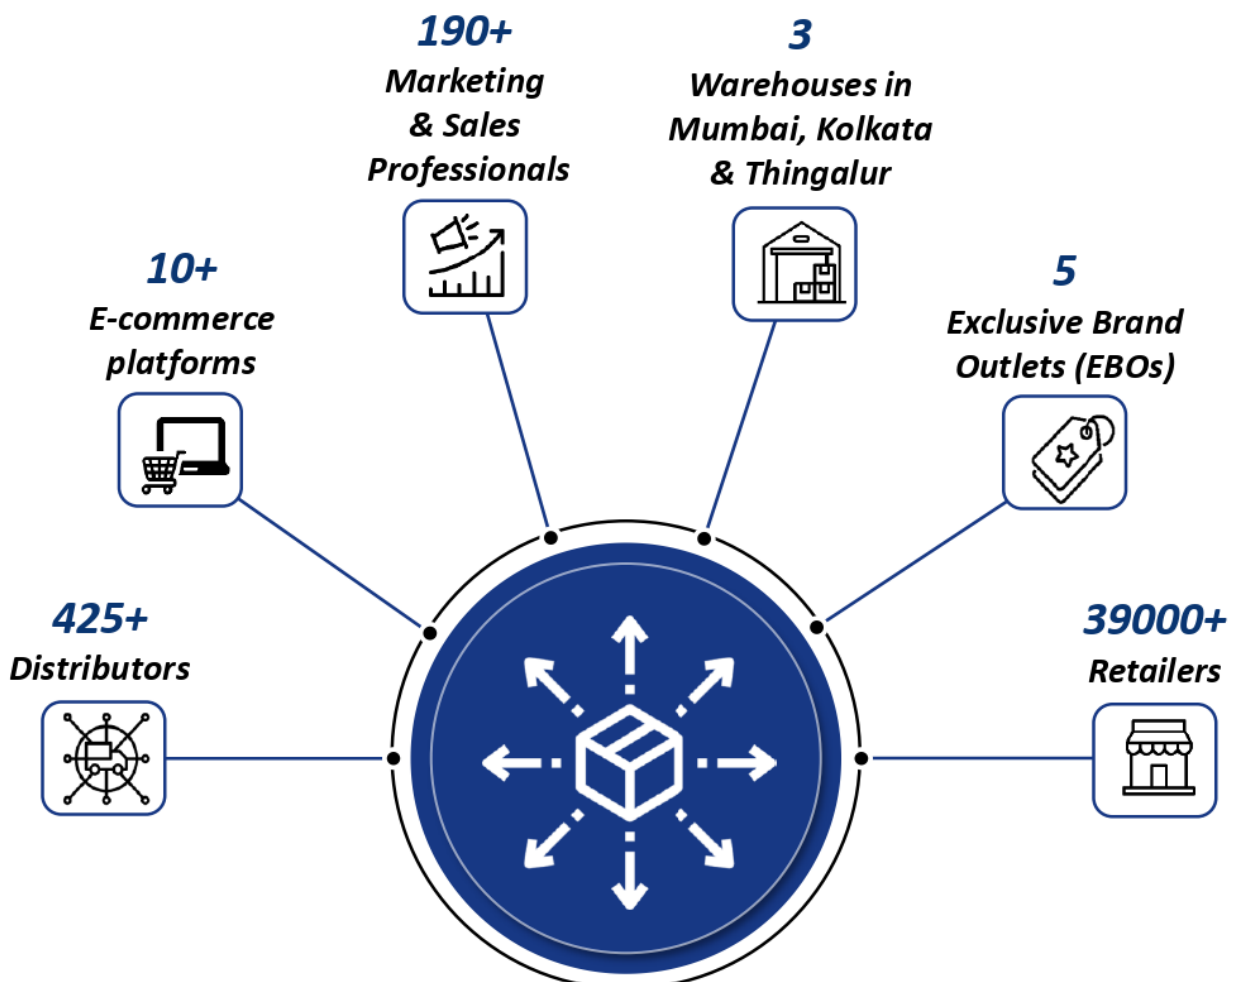 190+
Marketing
& Sales
Professionals
3
Warehouses in
Mumbai, Kolkata
& Thingalur
10+
E-commerce
platforms
5
Exclusive Brand
Outlets (EBOs)
425+
Distributors
39000+
Retailers